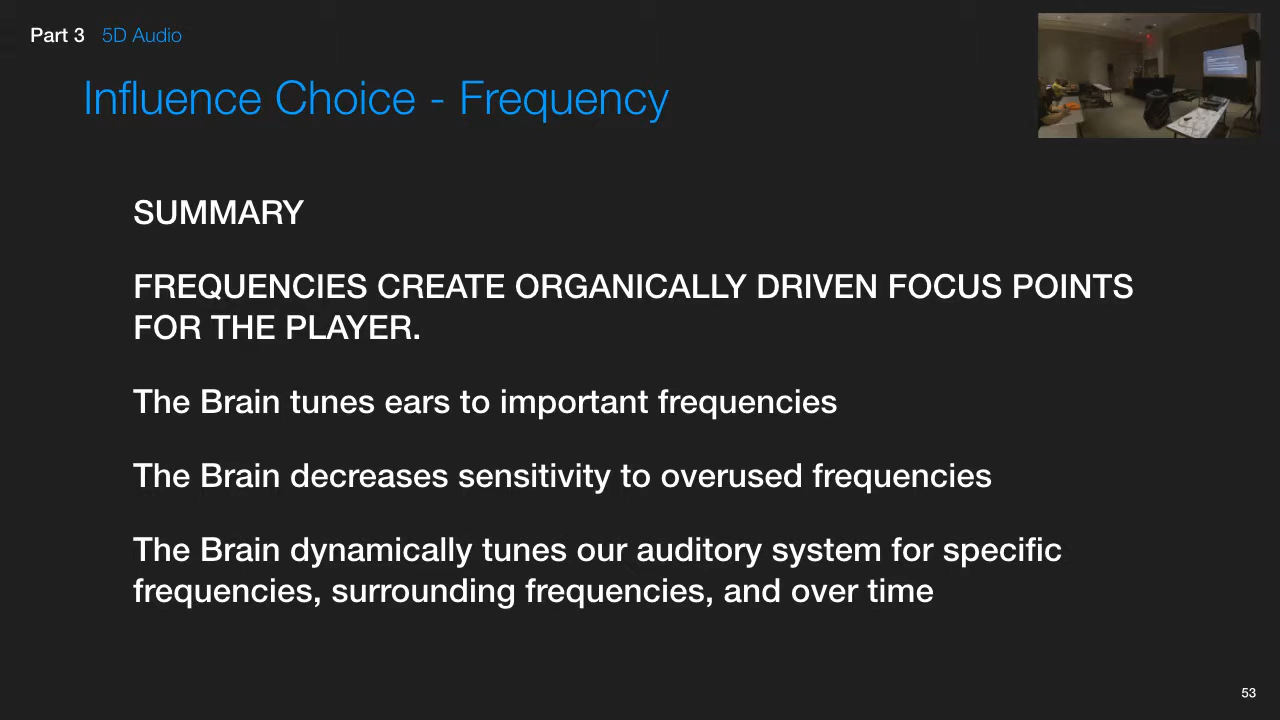 Part 3 5D Audio
Influence Choice - Frequency
SUMMARY
FREQUENCIES CREATE ORGANICALLY DRIVEN FOCUS POINTS
FOR THE PLAYER.
The Brain tunes ears to important frequencies
The Brain decreases sensitivity to overused frequencies
The Brain dynamically tunes our auditory system for specific
frequencies, surrounding frequencies, and over time
53